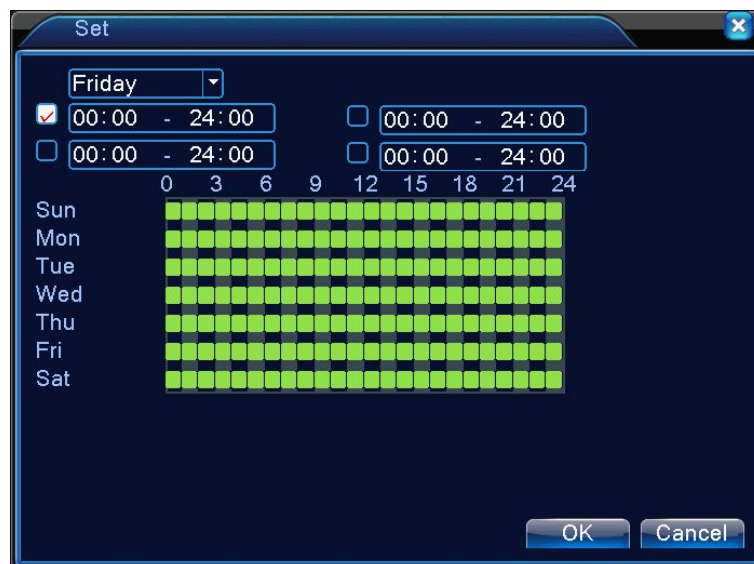 Set
Friday
00:00 - 24:00 00:00 - 24:00
00:00 - 24:00 00:00 - 24:00
0 3 6 9 12 15 18 21 24
Sun
Mon
Tue
Wed
Thu
Fri
Sat
OK Cancel